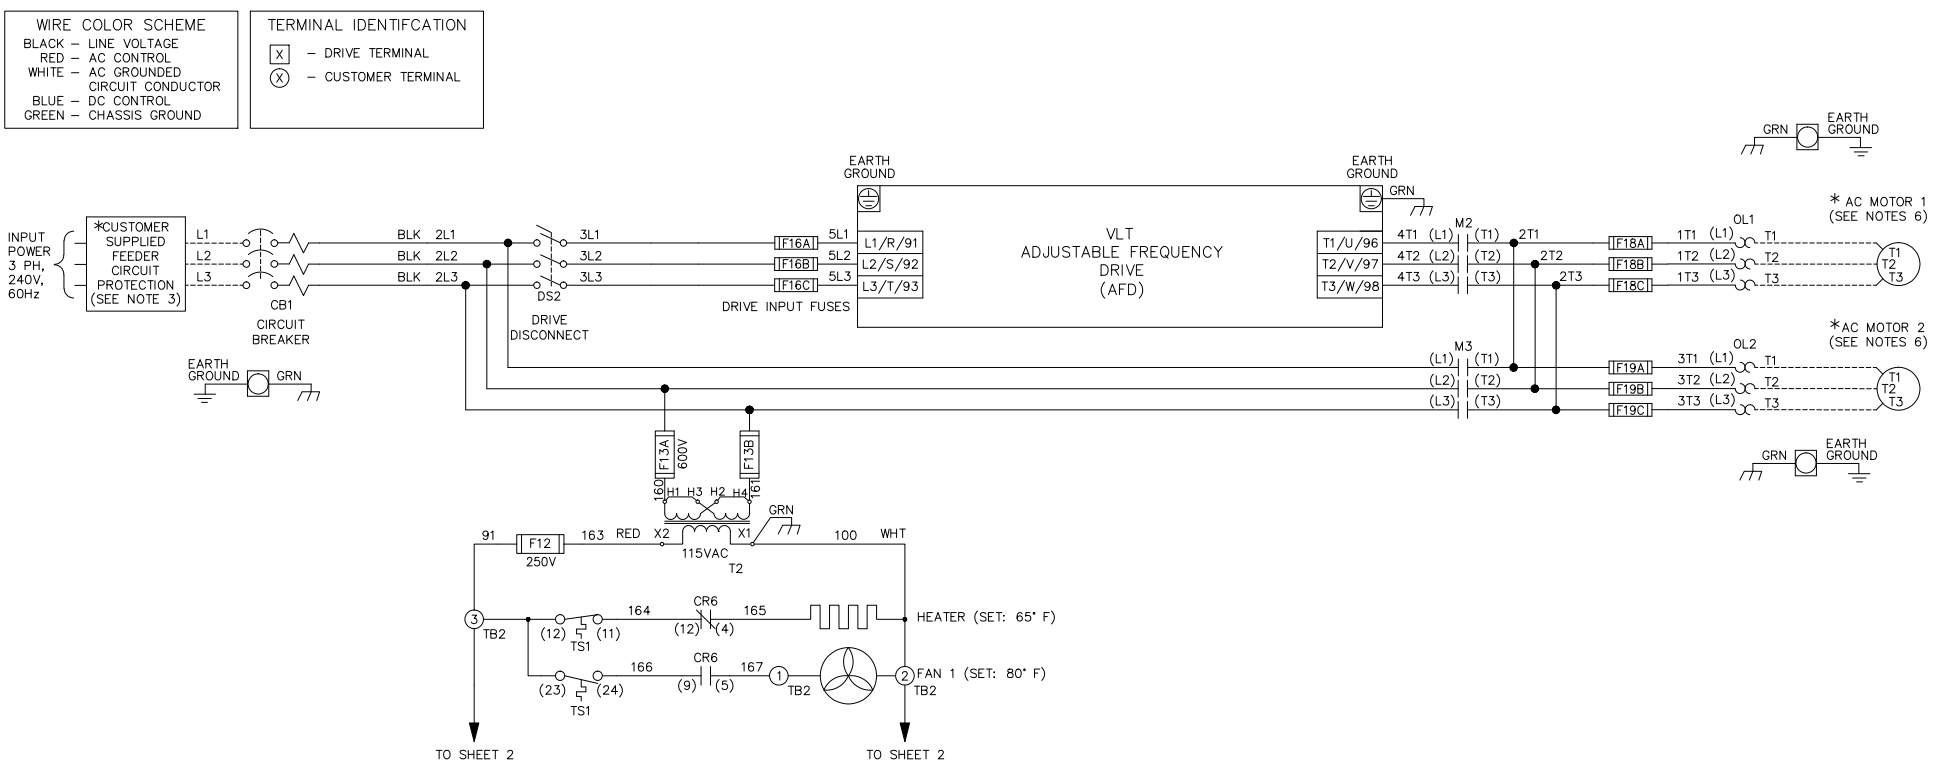 WIRE COLOR SCHEME
BLACK – LINE VOLTAGE
RED – AC CONTROL
WHITE – AC GROUNDED
CIRCUIT CONDUCTOR
BLUE – DC CONTROL
GREEN – CHASSIS GROUND
TERMINAL IDENTIFCATION
X – DRIVE TERMINAL
X – CUSTOMER TERMINAL
GRN
EARTH
GROUND
INPUT
POWER
3 PH,
240V,
60Hz
*CUSTOMER
SUPPLIED
FEEDER
CIRCUIT
PROTECTION
(SEE NOTE 3)
L1
L2
L3
CB1
CIRCUIT
BREAKER
BLK 2L1
BLK 2L2
BLK 2L3
DS2
DRIVE
DISCONNECT
3L1
3L2
3L3
F16A
F16B
F16C
DRIVE INPUT FUSES
5L1
5L2
5L3
EARTH
GROUND
L1/R/91
L2/S/92
L3/T/93
VLT
ADJUSTABLE FREQUENCY
DRIVE
(AFD)
EARTH
GROUND
GRN
T1/U/96
T2/V/97
T3/W/98
M2
4T1 (L1) (T1) 2T1
4T2 (L2) (T2) 2T2
4T3 (L3) (T3) 2T3
F18A
F18B
F18C
OL1
1T1 (L1) T1
1T2 (L2) T2
1T3 (L3) T3
* AC MOTOR 1
(SEE NOTES 6)
T1
T2
T3
EARTH
GROUND
GRN
M3
(L1) (T1)
(L2) (T2)
(L3) (T3)
F19A
F19B
F19C
OL2
3T1 (L1) T1
3T2 (L2) T2
3T3 (L3) T3
*AC MOTOR 2
(SEE NOTES 6)
T1
T2
T3
GRN
EARTH
GROUND
F13A
600V
F13B
160
H1 H3 H2 H4
161
GRN
91
F12
250V
163 RED X2
X1
115VAC
T2
100 WHT
3
TB2
(12) (11)
TS1
164
CR6
(12) (4)
165
HEATER (SET: 65° F)
(23) (24)
TS1
166
CR6
(9) (5)
167
1
TB2
2
TB2
FAN 1 (SET: 80° F)
TO SHEET 2
TO SHEET 2